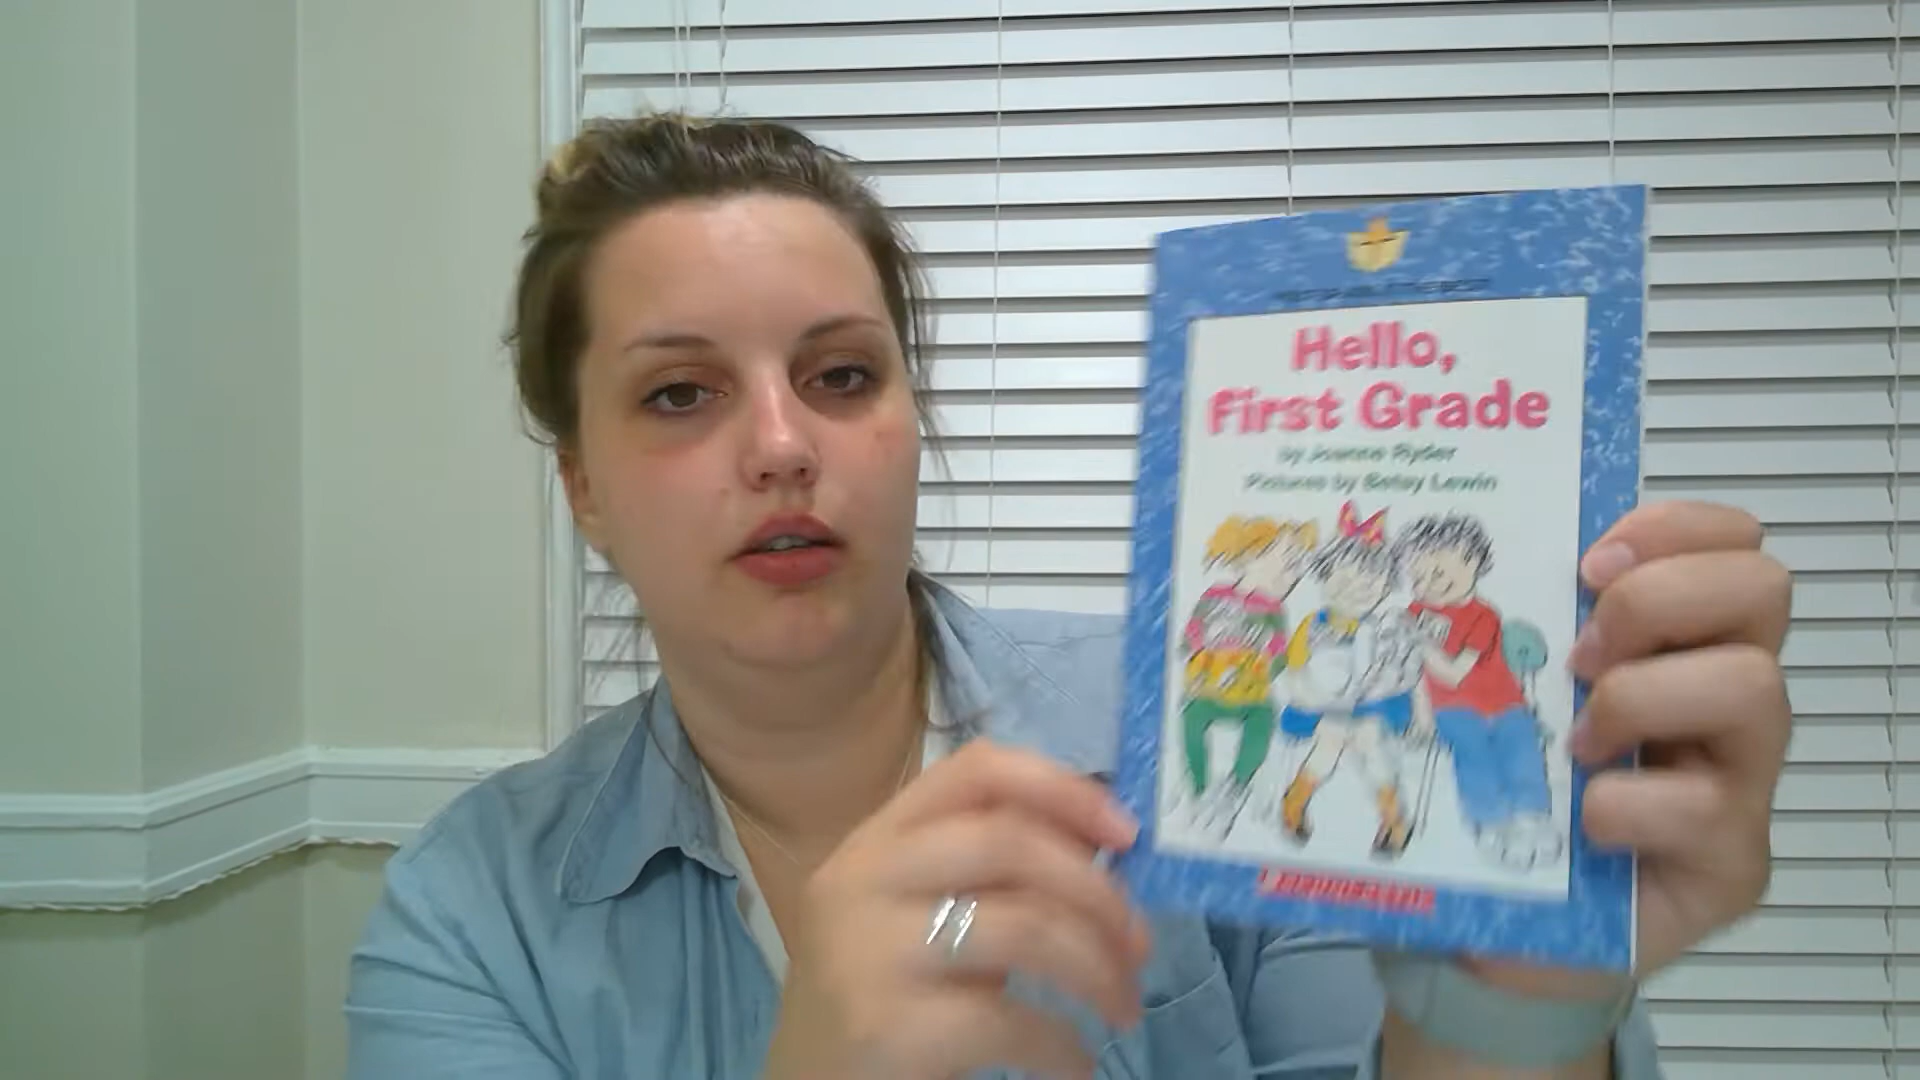 Hello,
First Grade
by Joanne Ryder
Pictures by Betsy Lewin